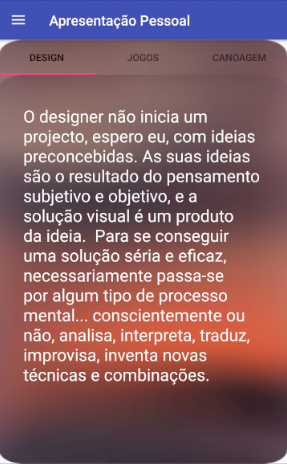 Apresentação Pessoal
DESIGN JOGOS CANOAGEM
O designer não inicia um
projecto, espero eu, com ideias
preconcebidas. As suas ideias
são o resultado do pensamento
subjetivo e objetivo, e a
solução visual é um produto
da ideia.  Para se conseguir
uma solução séria e eficaz,
necessariamente passa-se
por algum tipo de processo
mental... conscientemente ou
não, analisa, interpreta, traduz,
improvisa, inventa novas
técnicas e combinações.